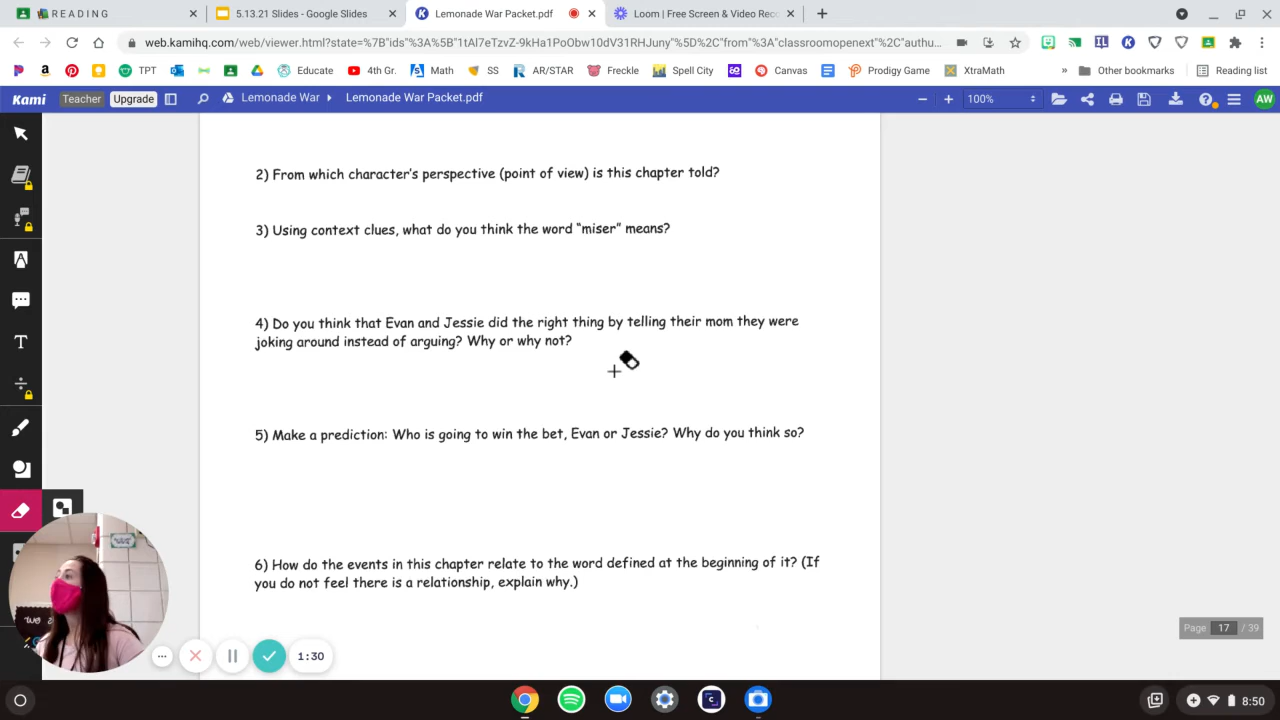 READING
5.13.21 Slides - Google Slides
Lemonade War Packet.pdf
Loom | Free Screen & Video Rec
web.kamihq.com/web/viewer.html?state=%7B"ids"%3A%5B"1tAl7eTzvZ-9kHa1PoObw10dV31RHJuny"%5D%2C"from"%3A"classroomopenext"%2C"authu...
TPT
Educate
4th Gr.
Math
SS
AR/STAR
Freckle
Spell City
Canvas
Prodigy Game
XtraMath
»
Other bookmarks
Reading list
Kami
Teacher
Upgrade
Lemonade War
Lemonade War Packet.pdf
100%
AW
2) From which character's perspective (point of view) is this chapter told?
3) Using context clues, what do you think the word “miser” means?
4) Do you think that Evan and Jessie did the right thing by telling their mom they were
joking around instead of arguing? Why or why not?
5) Make a prediction: Who is going to win the bet, Evan or Jessie? Why do you think so?
6) How do the events in this chapter relate to the word defined at the beginning of it? (If
you do not feel there is a relationship, explain why.)
Page 17 / 39
1:30
8:50